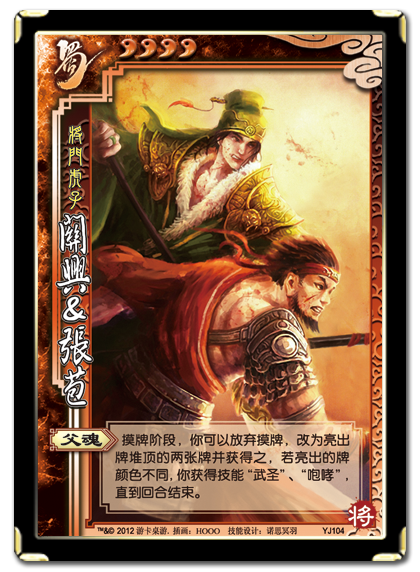 蜀
將門虎子
關興&張苞
父魂
摸牌阶段，你可以放弃摸牌，改为亮出
牌堆顶的两张牌并获得之，若亮出的牌
颜色不同，你获得技能“武圣”、“咆哮”，
直到回合结束。
将
™&© 2012 游卡桌游. 插画：HOOO 技能设计：诺思冥羽 YJ104